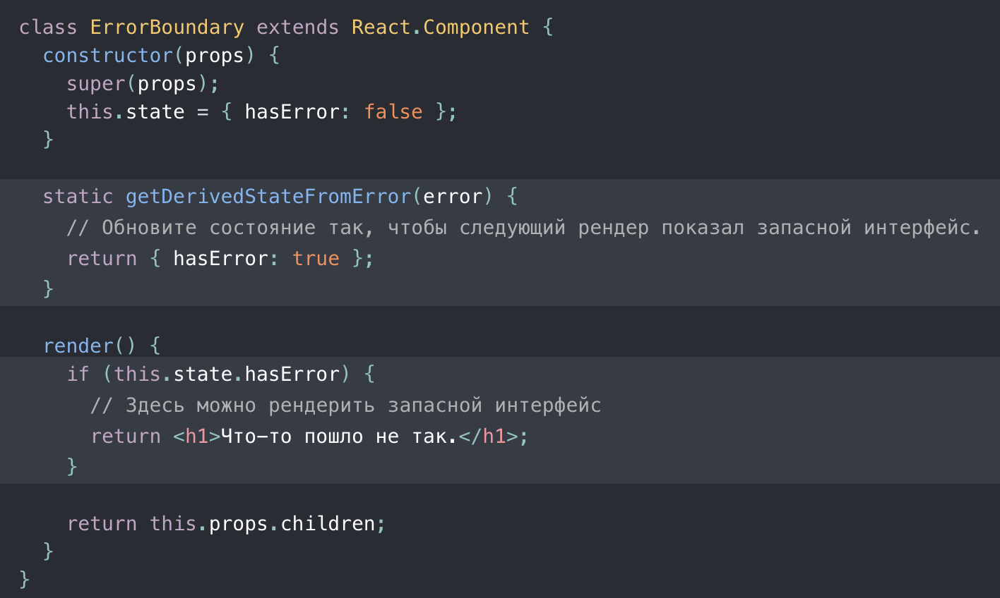 class ErrorBoundary extends React.Component {
  constructor(props) {
    super(props);
    this.state = { hasError: false };
  }

  static getDerivedStateFromError(error) {
    // Обновите состояние так, чтобы следующий рендер показал запасной интерфейс.
    return { hasError: true };
  }

  render() {
    if (this.state.hasError) {
      // Здесь можно рендерить запасной интерфейс
      return <h1>Что–то пошло не так.</h1>;
    }

    return this.props.children;
  }
}